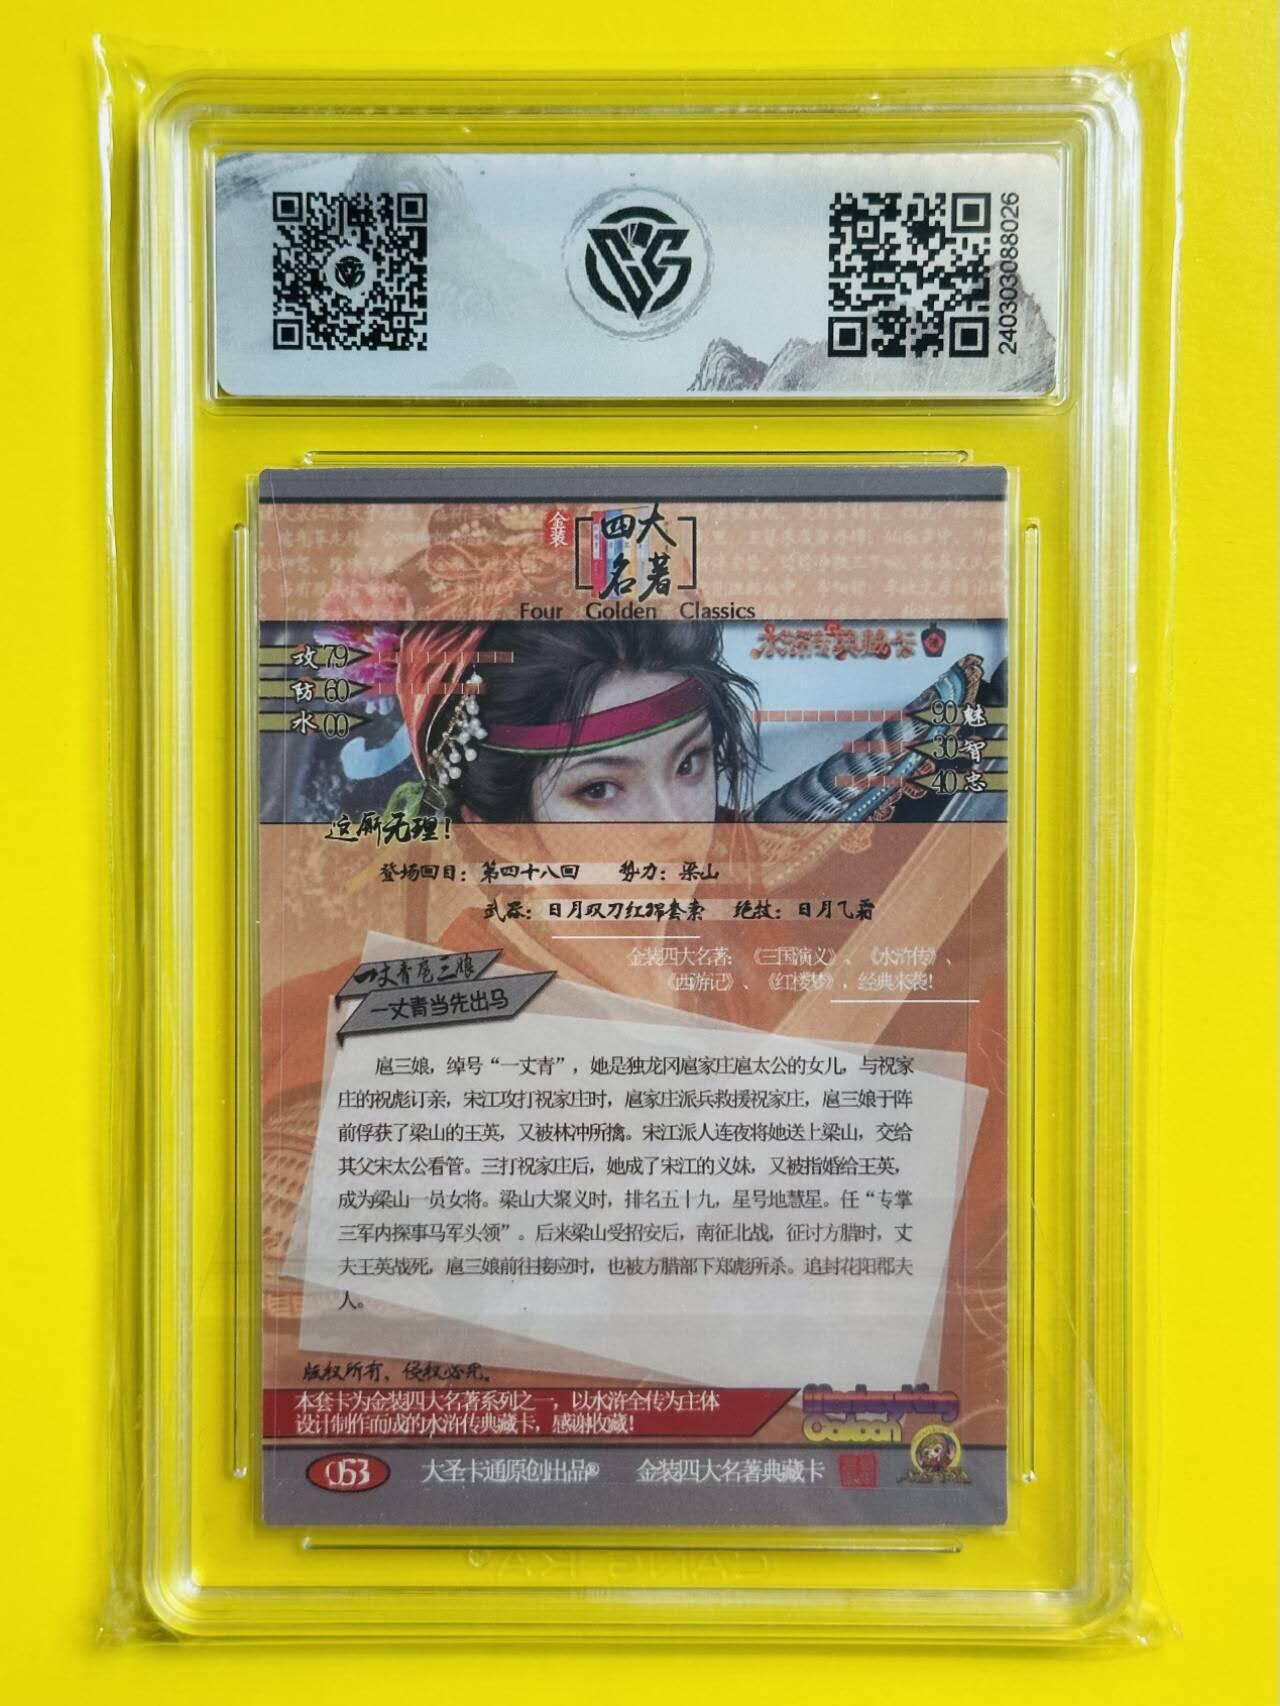 240303088026
金装
四大
名著
Four Golden Classics
水浒传典藏卡
攻 79
防 60
水 00
90 魅
30 智
40 忠
这厮无理！
登场回目：第四十八回 势力：梁山
武器：日月双刀红锦套索 绝技：日月飞霜
金装四大名著：《三国演义》、《水浒传》、
《西游记》、《红楼梦》，经典来袭！
一丈青扈三娘
一丈青当先出马
扈三娘，绰号“一丈青”，她是独龙冈扈家庄扈太公的女儿，与祝家
庄的祝彪订亲，宋江攻打祝家庄时，扈家庄派兵救援祝家庄，扈三娘于阵
前俘获了梁山的王英，又被林冲所擒。宋江派人连夜将她送上梁山，交给
其父宋太公看管。三打祝家庄后，她成了宋江的义妹，又被指婚给王英，
成为梁山一员女将。梁山大聚义时，排名五十九，星号地慧星。任“专掌
三军内探事马军头领”。后来梁山受招安后，南征北战，征讨方腊时，丈
夫王英战死，扈三娘前往接应时，也被方腊部下郑彪所杀。追封花阳郡夫
人。
版权所有，侵权必究。
本套卡为金装四大名著系列之一，以水浒全传为主体
设计制作而成的水浒传典藏卡，感谢收藏！
Monkey King
Catoon
053
大圣卡通原创出品® 金装四大名著典藏卡
CANG KA®